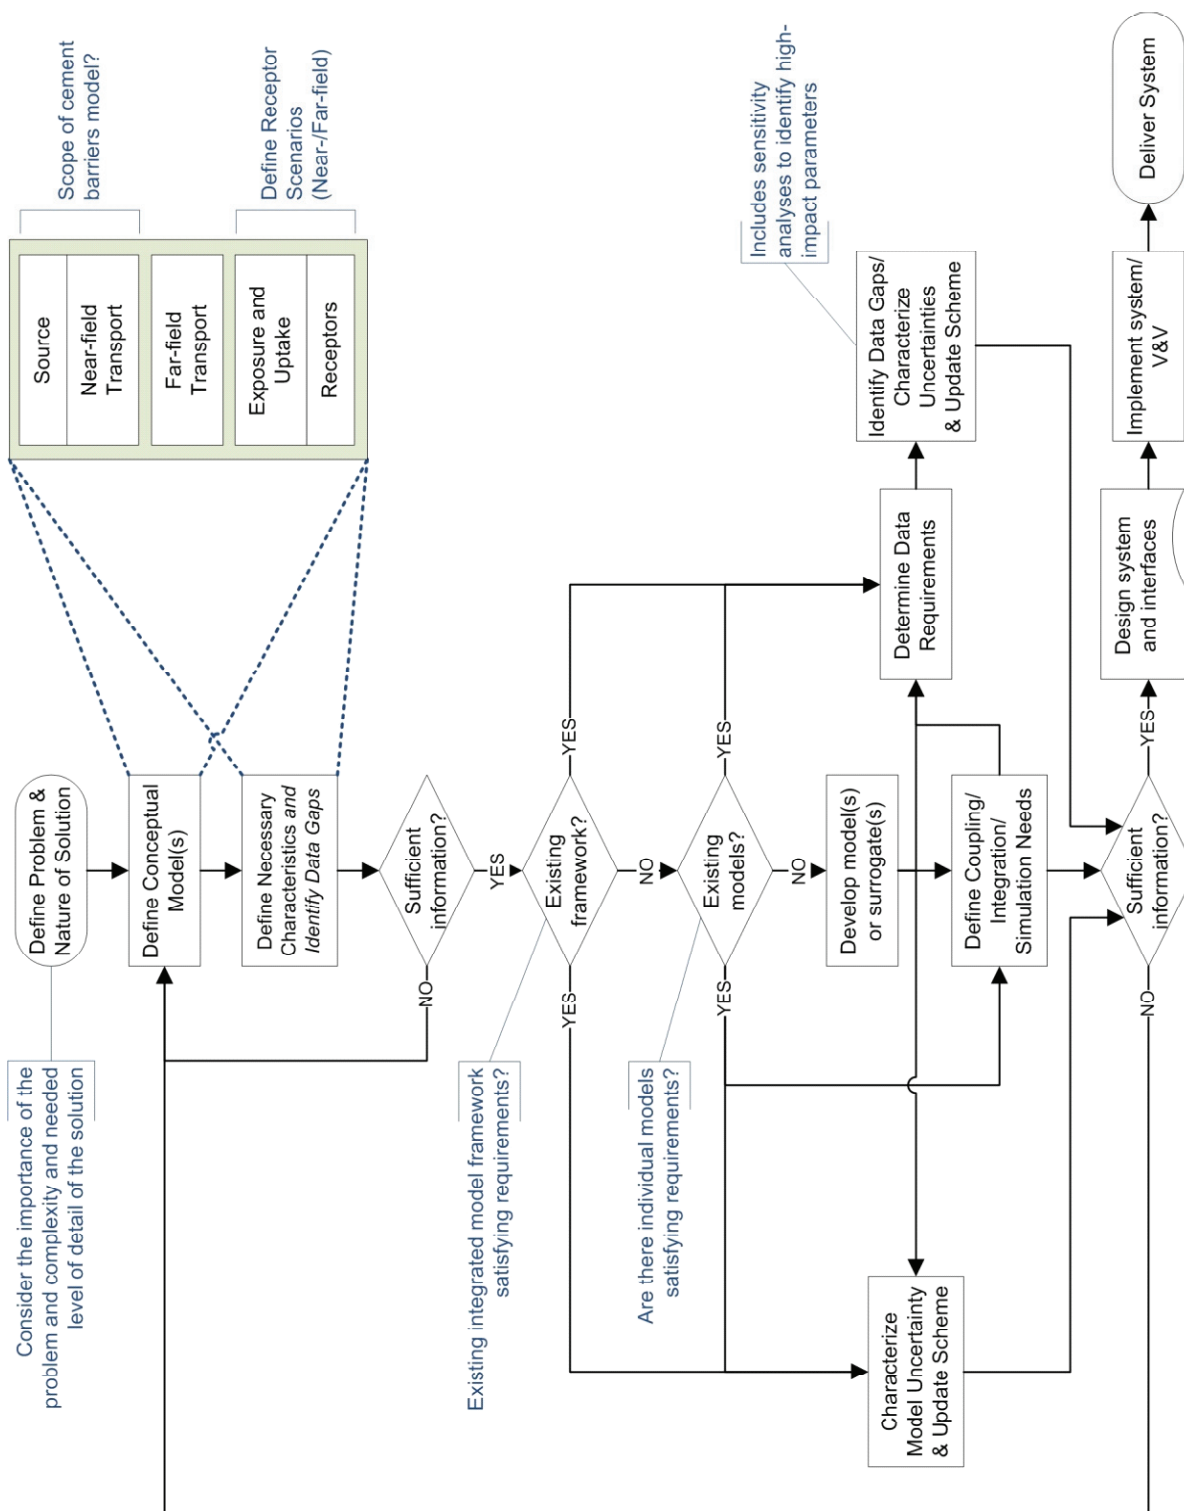 Define Problem &
Nature of Solution
Consider the importance of the
problem and complexity and needed
level of detail of the solution
Define Conceptual
Model(s)
Define Necessary
Characteristics and
Identify Data Gaps
Source
Near-field
Transport
Far-field
Transport
Exposure and
Uptake
Receptors
Scope of cement
barriers model?
Define Receptor
Scenarios
(Near-/Far-field)
Sufficient
information?
NO
YES
Existing integrated model framework
satisfying requirements?
Existing
framework?
YES
YES
NO
Are there individual models
satisfying requirements?
Existing
models?
YES
YES
NO
Develop model(s)
or surrogate(s)
Characterize
Model Uncertainty
& Update Scheme
Define Coupling/
Integration/
Simulation Needs
Determine Data
Requirements
Identify Data Gaps/
Characterize
Uncertainties
& Update Scheme
Includes sensitivity
analyses to identify high-
impact parameters
Sufficient
information?
NO
YES
Design system
and interfaces
Implement system/
V&V
Deliver System